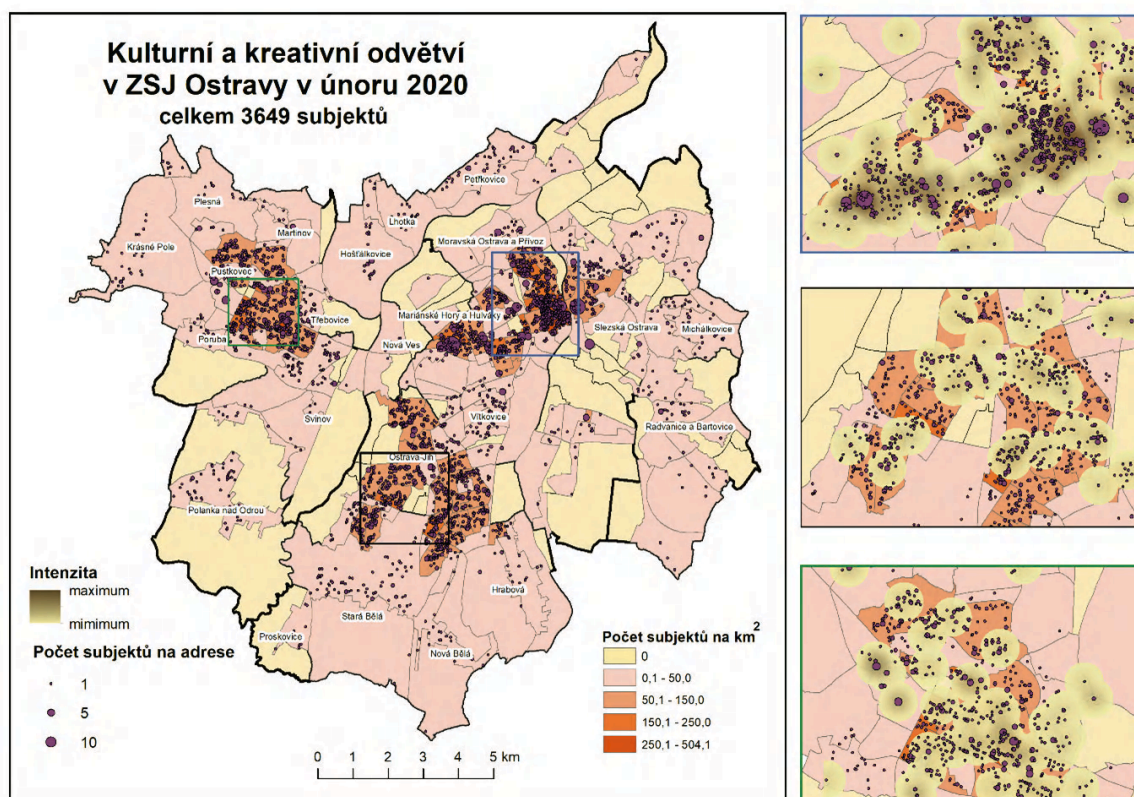 Kulturní a kreativní odvětví
v ZSJ Ostravy v únoru 2020
celkem 3649 subjektů
Petřkovice
Plesná
Lhotka
Martinov
Krásné Pole
Hošťálkovice
Moravská Ostrava a Přívoz
Pustkovec
Třebovice
Mariánské Hory a Hulváky
Slezská Ostrava
Michálkovice
Poruba
Nová Ves
Svinov
Vítkovice
Radvanice a Bartovice
Ostrava-Jih
Polanka nad Odrou
Hrabová
Stará Bělá
Proskovice
Nová Bělá
Intenzita
maximum
mimimum
Počet subjektů na adrese
1
5
10
0 1 2 3 4 5 km
Počet subjektů na km²
0
0,1 - 50,0
50,1 - 150,0
150,1 - 250,0
250,1 - 504,1